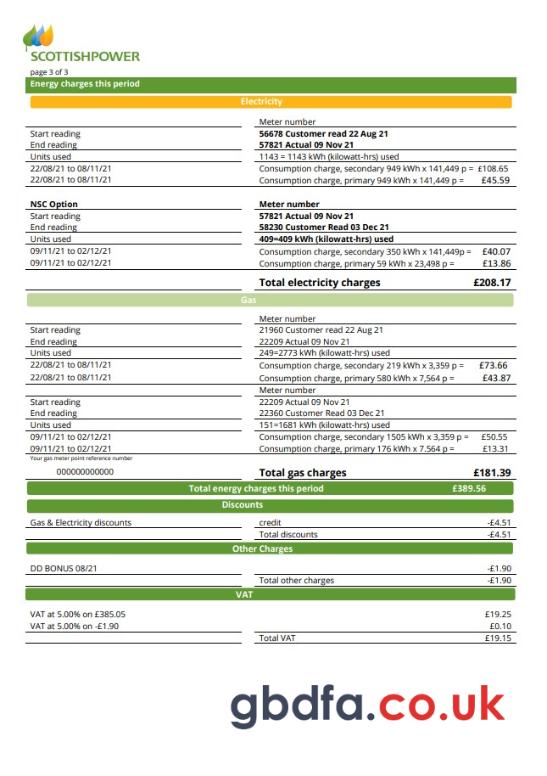 SCOTTISHPOWER
page 3 of 3
Energy charges this period
Electricity
Meter number
Start reading 56678 Customer read 22 Aug 21
End reading 57821 Actual 09 Nov 21
Units used 1143 = 1143 kWh (kilowatt-hrs) used
22/08/21 to 08/11/21 Consumption charge, secondary 949 kWh x 141,449 p = £108.65
22/08/21 to 08/11/21 Consumption charge, primary 949 kWh x 141,449 p = £45.59
NSC Option Meter number
Start reading 57821 Actual 09 Nov 21
End reading 58230 Customer Read 03 Dec 21
Units used 409=409 kWh (kilowatt-hrs) used
09/11/21 to 02/12/21 Consumption charge, secondary 350 kWh x 141,449p = £40.07
09/11/21 to 02/12/21 Consumption charge, primary 59 kWh x 23,498 p = £13.86
Total electricity charges £208.17
Gas
Meter number
Start reading 21960 Customer read 22 Aug 21
End reading 22209 Actual 09 Nov 21
Units used 249=2773 kWh (kilowatt-hrs) used
22/08/21 to 08/11/21 Consumption charge, secondary 219 kWh x 3,359 p = £73.66
22/08/21 to 08/11/21 Consumption charge, primary 580 kWh x 7,564 p = £43.87
Meter number
Start reading 22209 Actual 09 Nov 21
End reading 22360 Customer Read 03 Dec 21
Units used 151=1681 kWh (kilowatt-hrs) used
09/11/21 to 02/12/21 Consumption charge, secondary 1505 kWh x 3,359 p = £50.55
09/11/21 to 02/12/21 Consumption charge, primary 176 kWh x 7.564 p = £13.31
Your gas meter point reference number
000000000000 Total gas charges £181.39
Total energy charges this period £389.56
Discounts
Gas & Electricity discounts credit -£4.51
Total discounts -£4.51
Other Charges
DD BONUS 08/21 -£1.90
Total other charges -£1.90
VAT
VAT at 5.00% on £385.05 £19.25
VAT at 5.00% on -£1.90 £0.10
Total VAT £19.15
gbdfa.co.uk